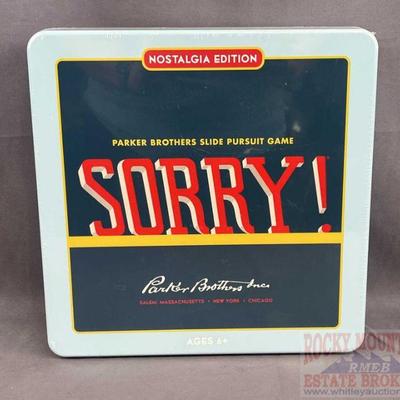 NOSTALGIA EDITION
PARKER BROTHERS SLIDE PURSUIT GAME
SORRY!
Parker Brothers Inc.
SALEM MASSACHUSETTS • NEW YORK • CHICAGO
AGES 6+
ROCKY MOUNT
RMEB
ESTATE BROK
www.whitleyauctio